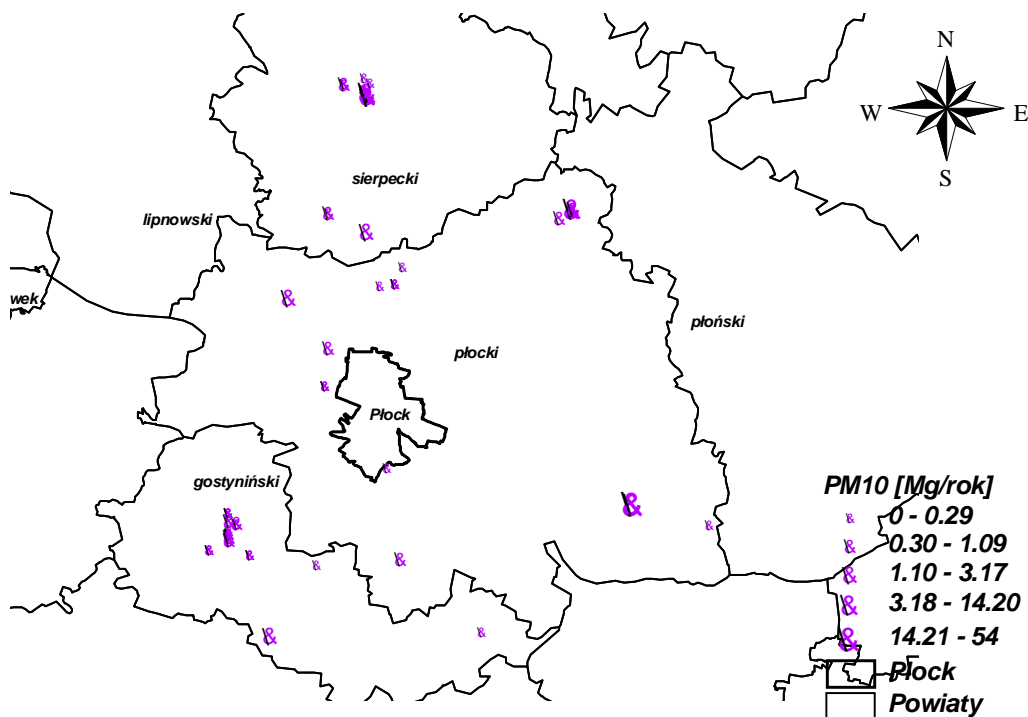 N
W E
S
sierpecki
lipnowski
wek
płoński
płocki
Płock
gostyniński
PM10 [Mg/rok]
& 0 - 0.29
& 0.30 - 1.09
& 1.10 - 3.17
& 3.18 - 14.20
& 14.21 - 54
Płock
Powiaty